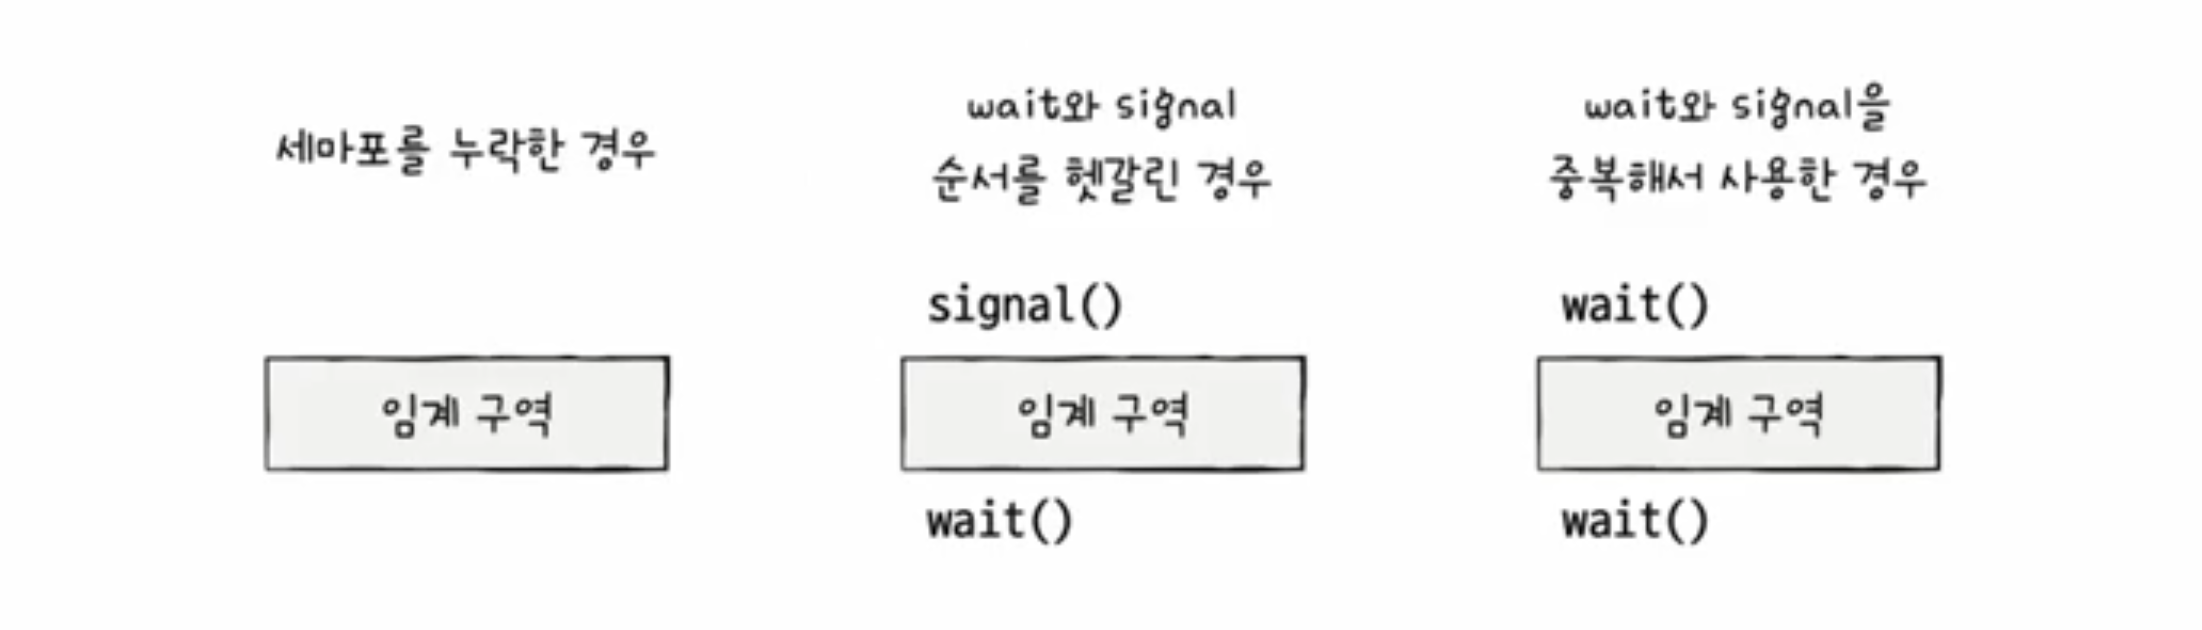 세마포를 누락한 경우
wait와 signal
순서를 헷갈린 경우
wait와 signal을
중복해서 사용한 경우
signal()
wait()
임계 구역
임계 구역
임계 구역
wait()
wait()